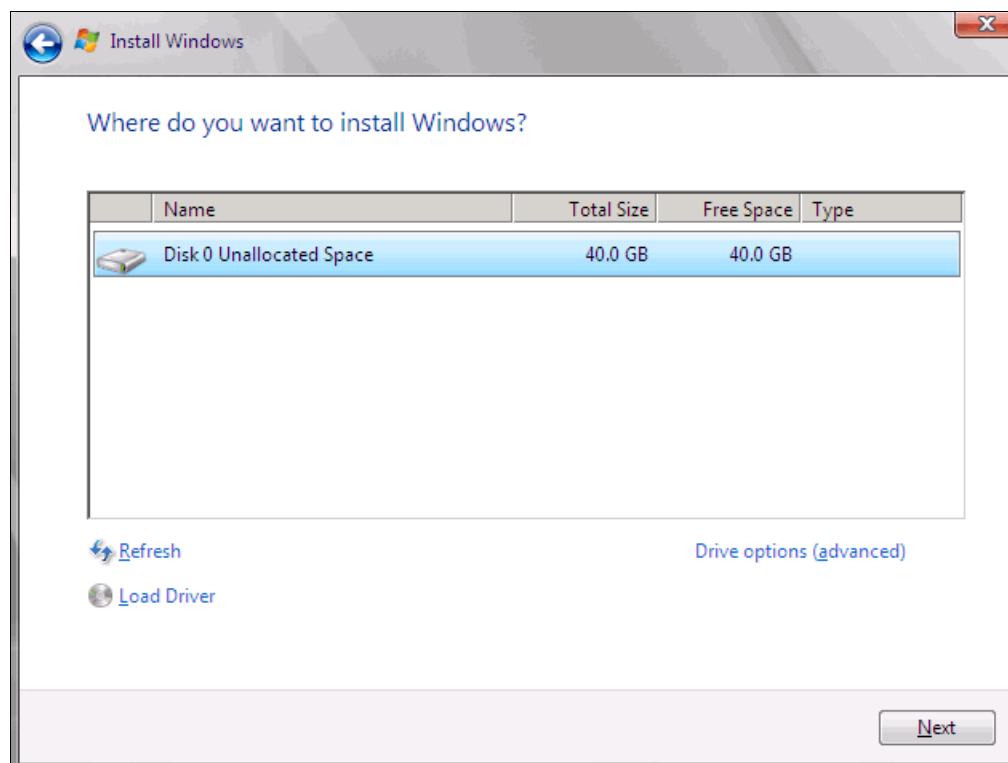 Install Windows
Where do you want to install Windows?
Name Total Size Free Space Type
Disk 0 Unallocated Space 40.0 GB 40.0 GB
Refresh Drive options (advanced)
Load Driver
Next